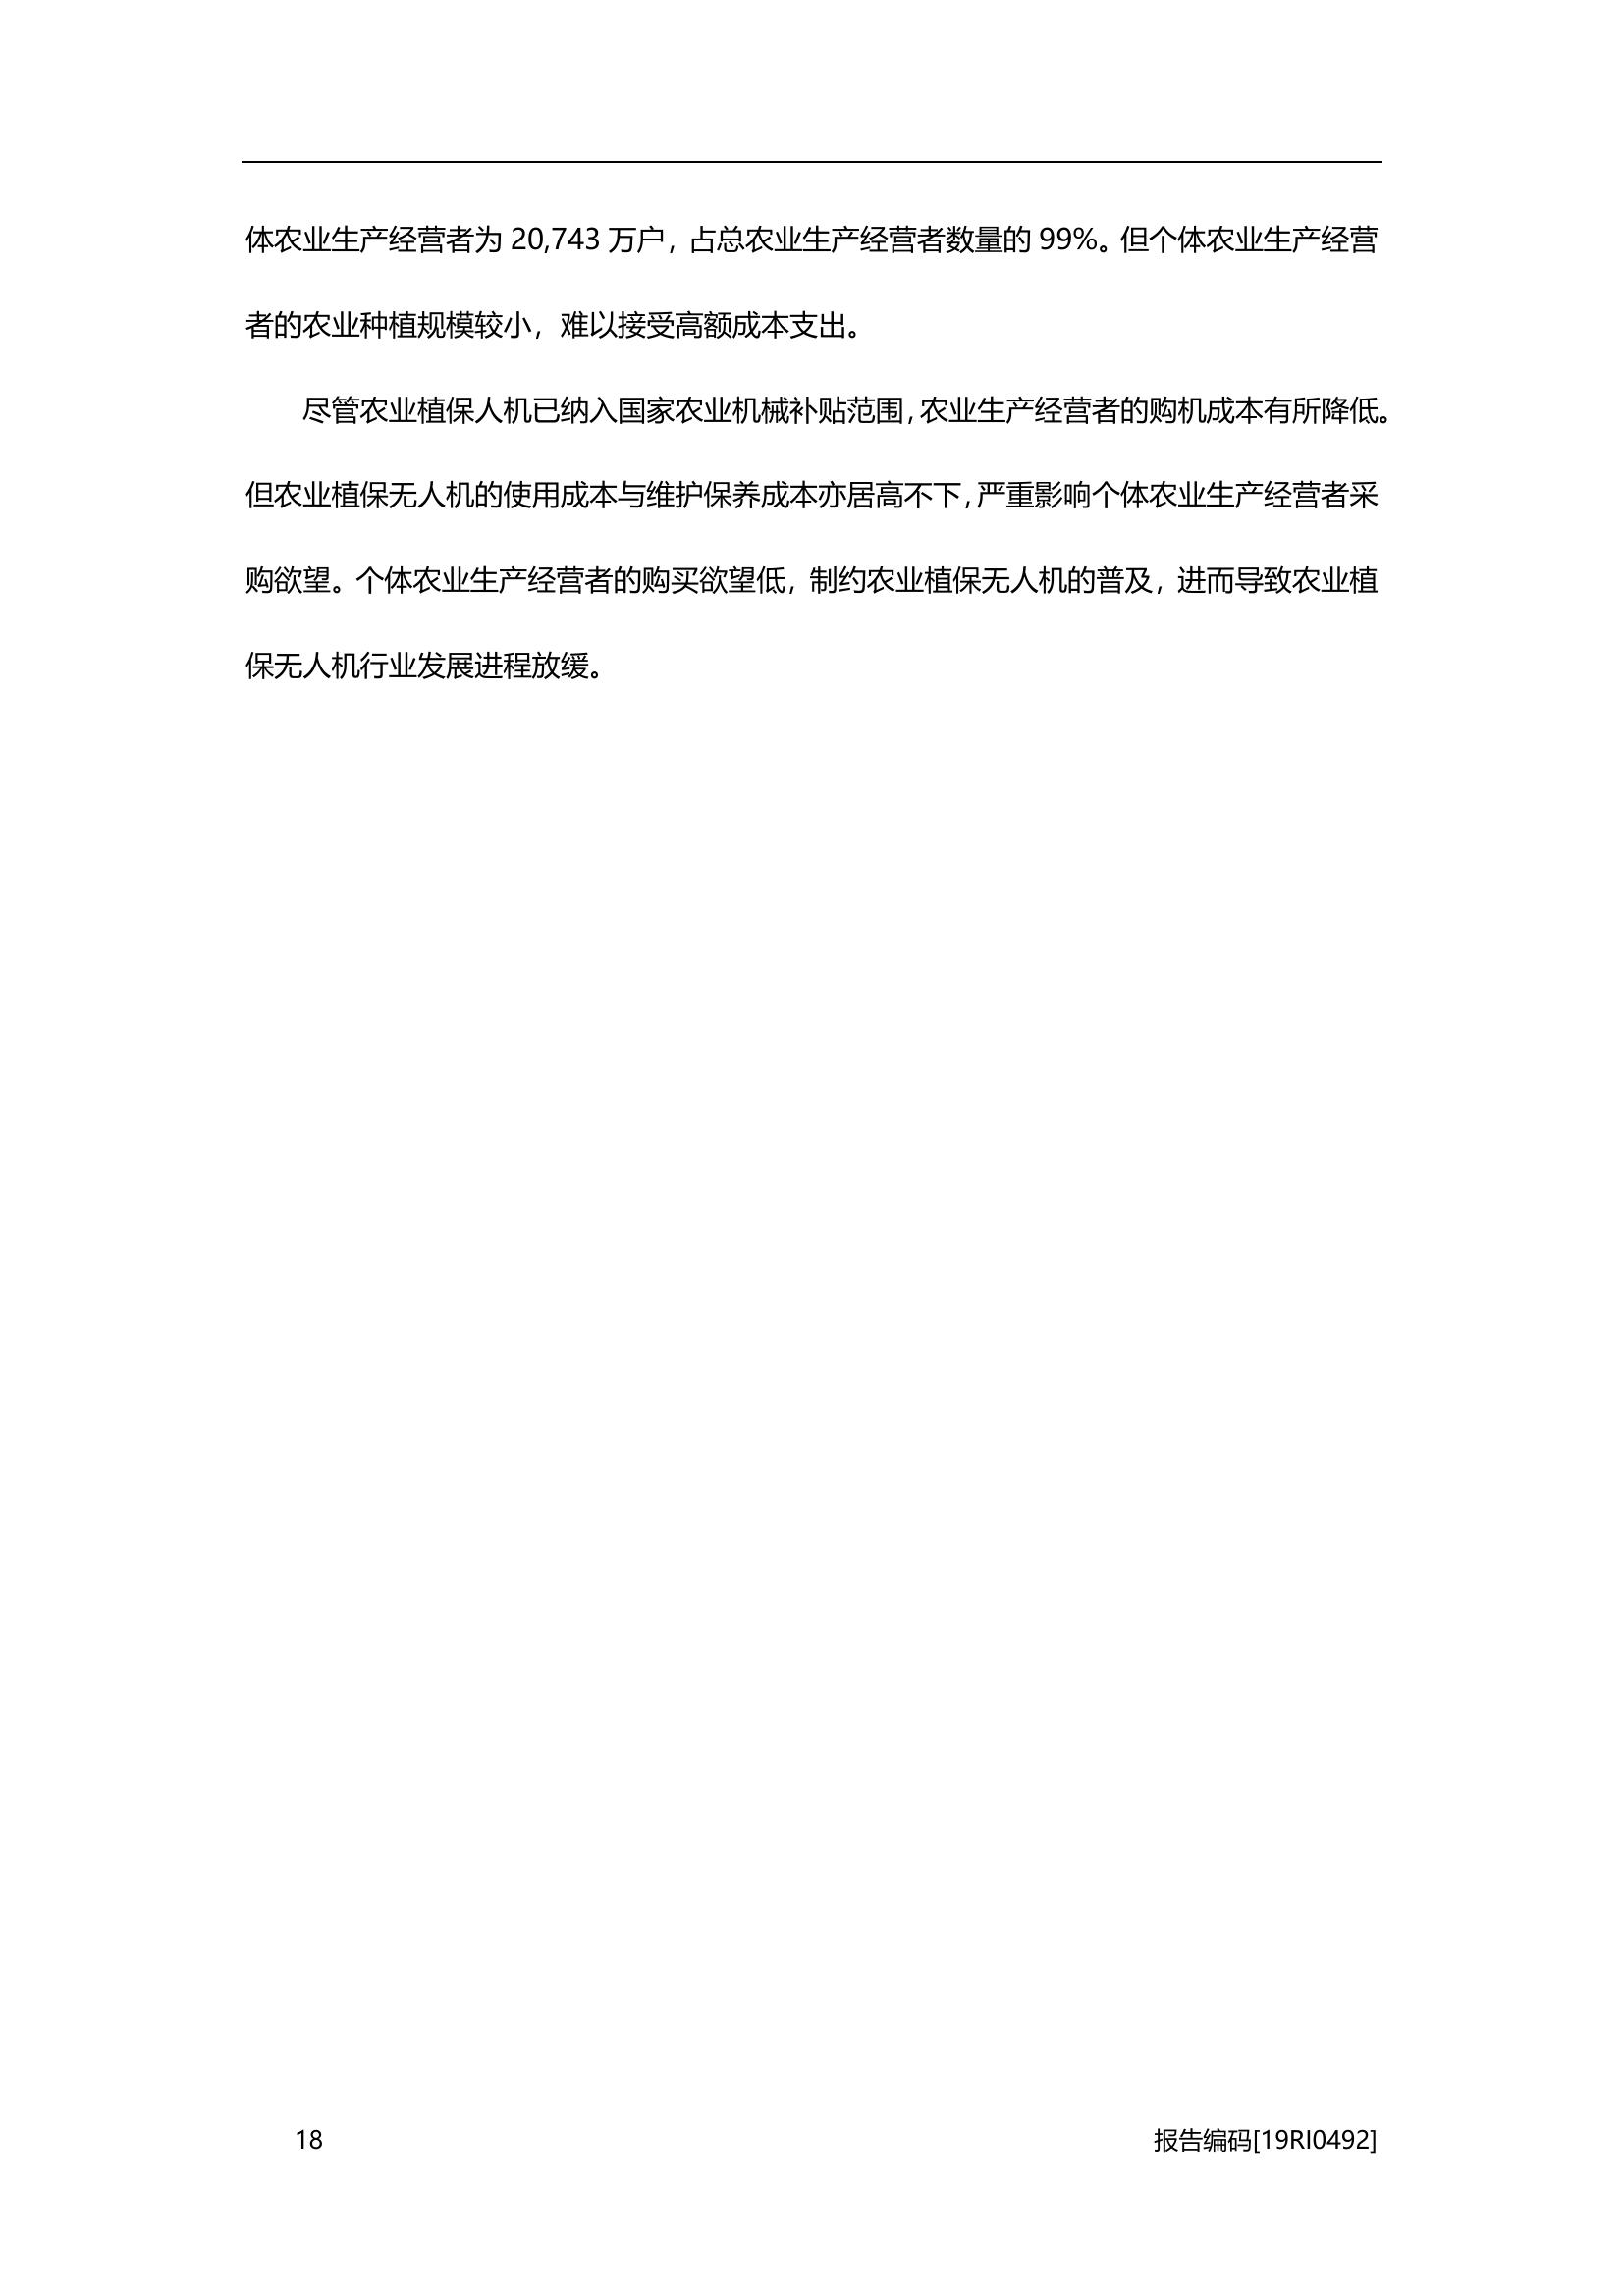 体农业生产经营者为 20,743 万户，占总农业生产经营者数量的 99%。但个体农业生产经营
者的农业种植规模较小，难以接受高额成本支出。
尽管农业植保人机已纳入国家农业机械补贴范围，农业生产经营者的购机成本有所降低。
但农业植保无人机的使用成本与维护保养成本亦居高不下，严重影响个体农业生产经营者采
购欲望。个体农业生产经营者的购买欲望低，制约农业植保无人机的普及，进而导致农业植
保无人机行业发展进程放缓。
18 报告编码[19RI0492]